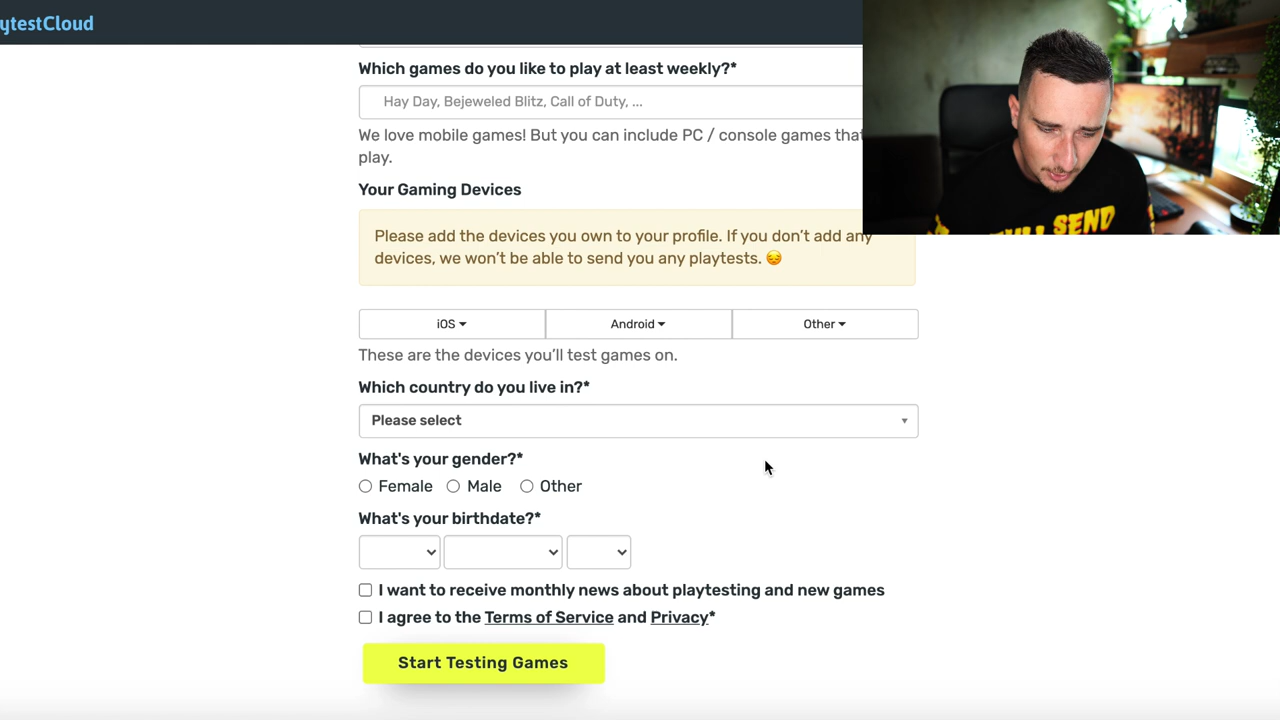 ytestCloud
Which games do you like to play at least weekly?*
Hay Day, Bejeweled Blitz, Call of Duty, ...
We love mobile games! But you can include PC / console games that
play.
Your Gaming Devices
Please add the devices you own to your profile. If you don’t add any
devices, we won’t be able to send you any playtests. 😔
iOS Android Other
These are the devices you’ll test games on.
Which country do you live in?*
Please select
What's your gender?*
Female Male Other
What's your birthdate?*
I want to receive monthly news about playtesting and new games
I agree to the Terms of Service and Privacy*
Start Testing Games
SEND